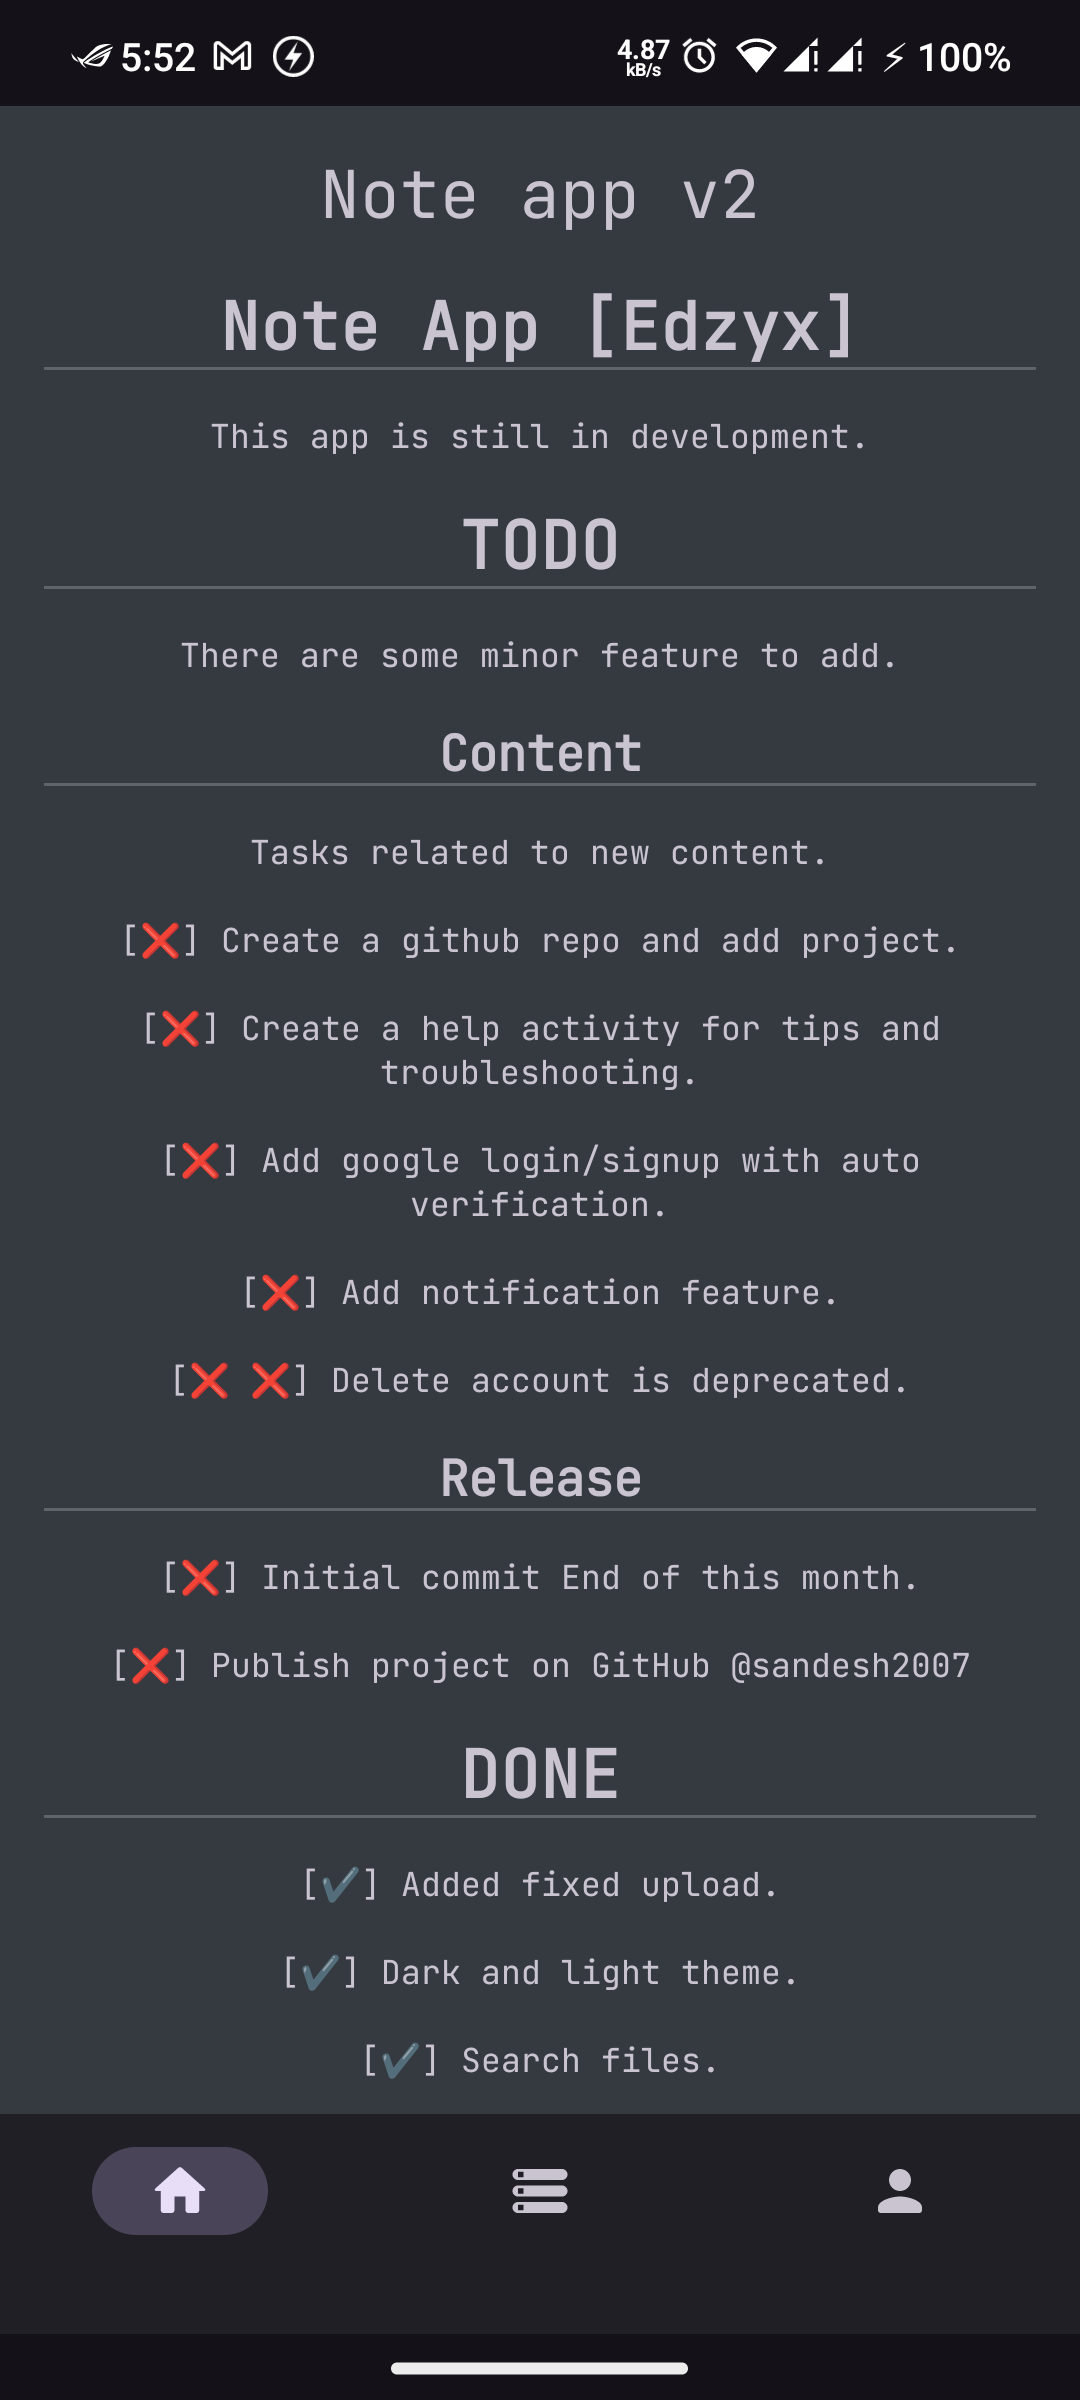 5:52
4.87
kB/s
100%
Note app v2
Note App [Edzyx]
This app is still in development.
TODO
There are some minor feature to add.
Content
Tasks related to new content.
[❌] Create a github repo and add project.
[❌] Create a help activity for tips and
troubleshooting.
[❌] Add google login/signup with auto
verification.
[❌] Add notification feature.
[❌ ❌] Delete account is deprecated.
Release
[❌] Initial commit End of this month.
[❌] Publish project on GitHub @sandesh2007
DONE
[✔️] Added fixed upload.
[✔️] Dark and light theme.
[✔️] Search files.